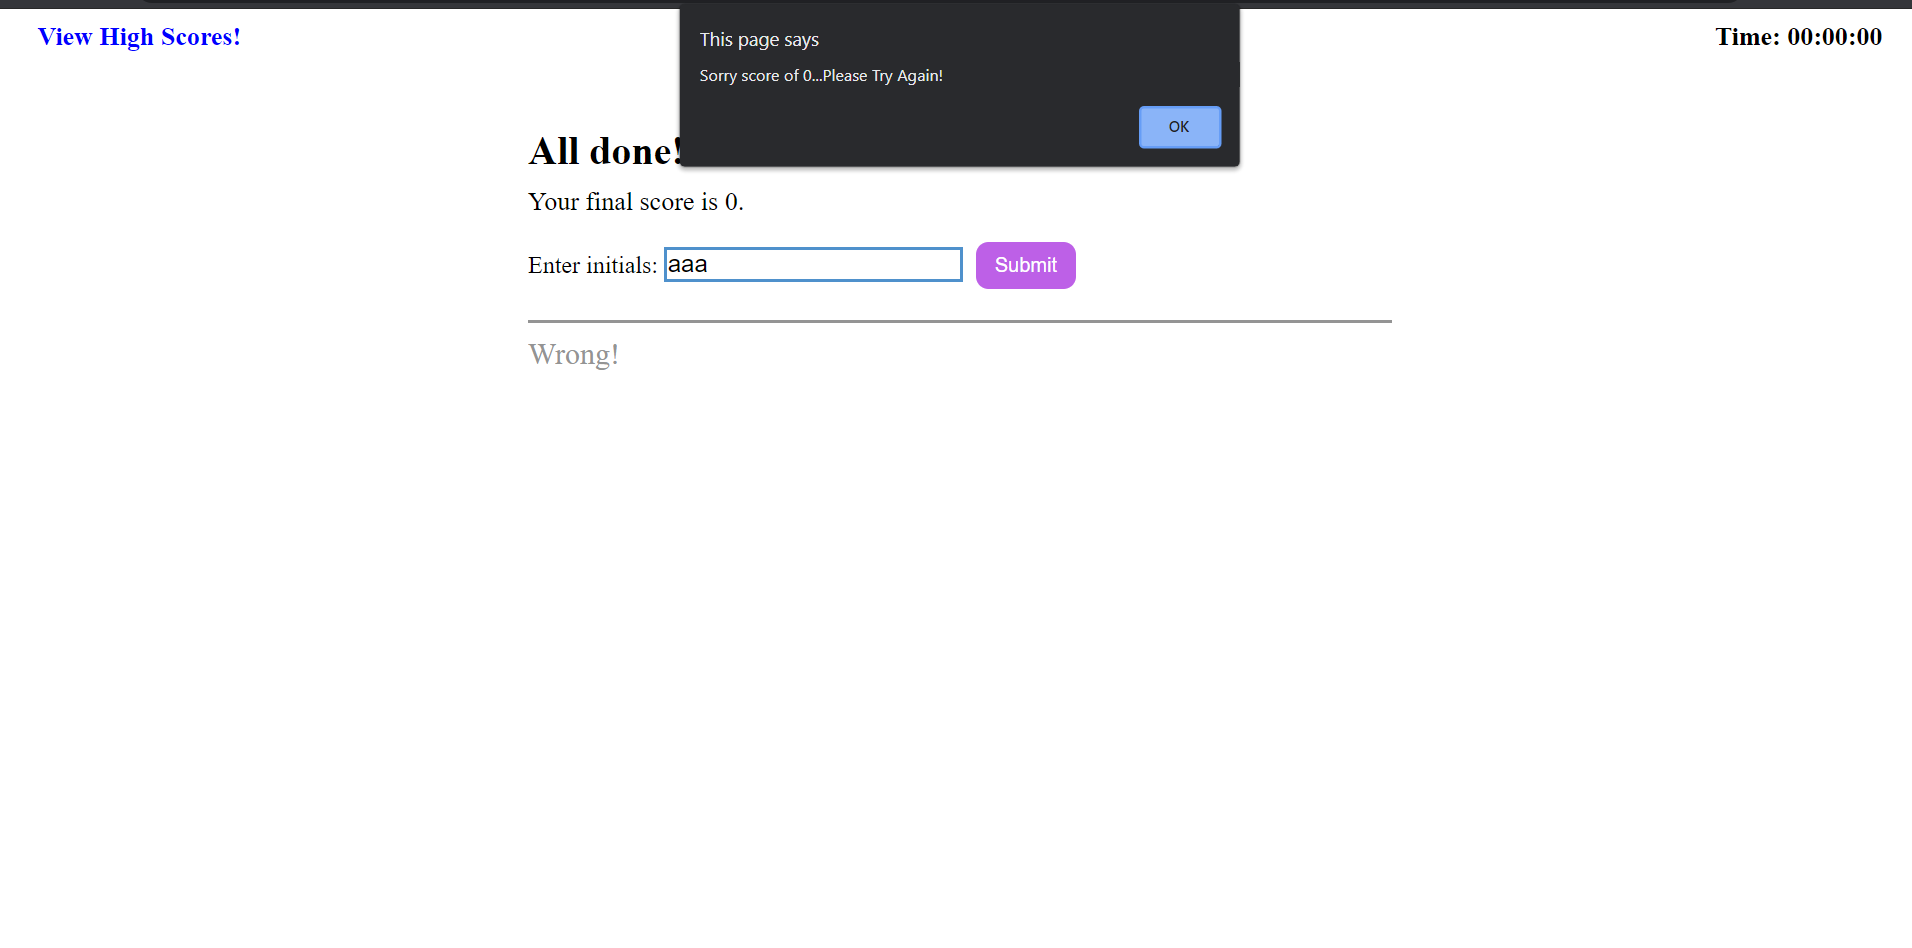 View High Scores!
Time: 00:00:00
This page says
Sorry score of 0...Please Try Again!
OK
All done!
Your final score is 0.
Enter initials: aaa Submit
Wrong!